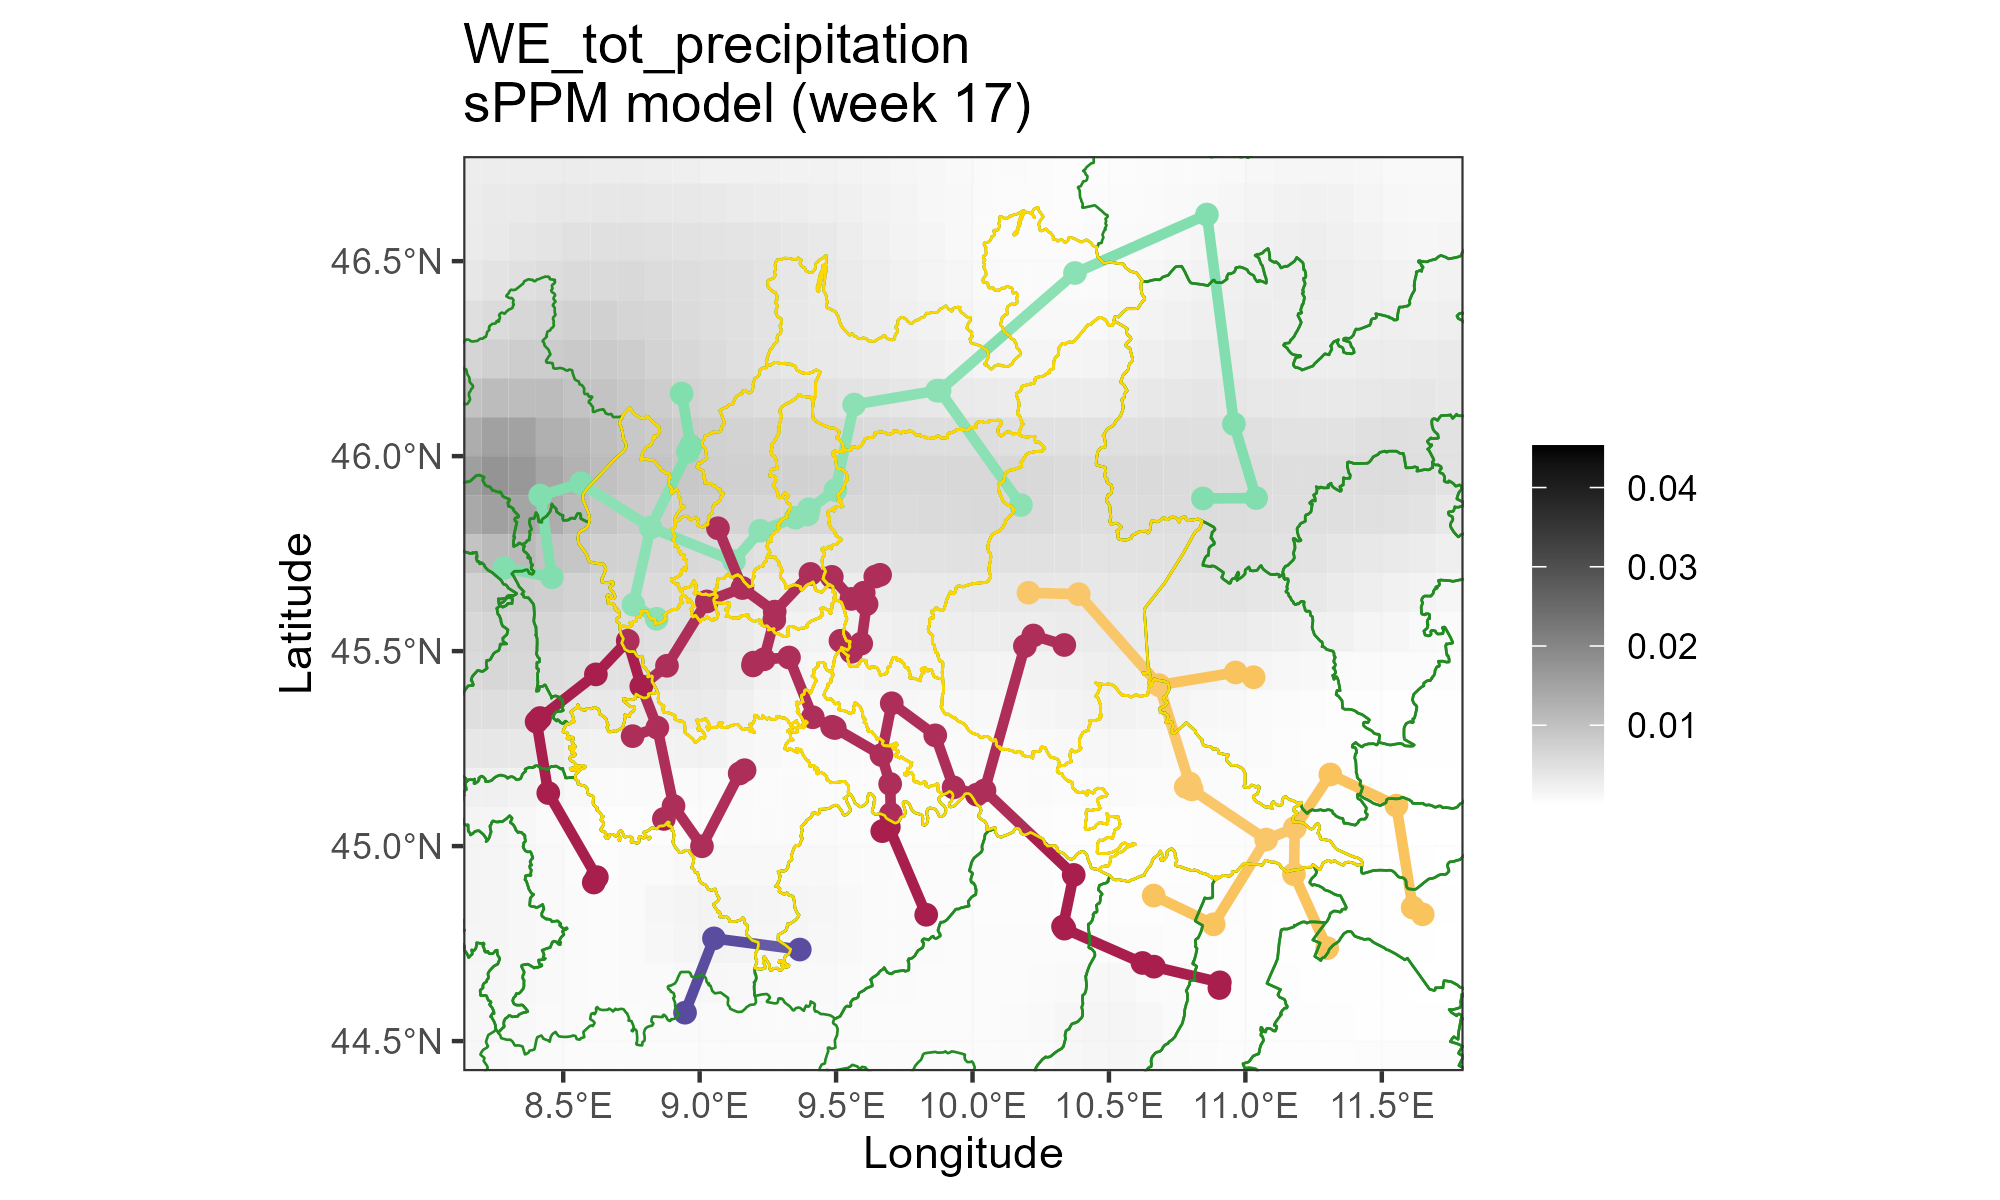 WE_tot_precipitation
sPPM model (week 17)
46.5°N
46.0°N
45.5°N
45.0°N
44.5°N
Latitude
8.5°E 9.0°E 9.5°E 10.0°E 10.5°E 11.0°E 11.5°E
Longitude
0.04
0.03
0.02
0.01